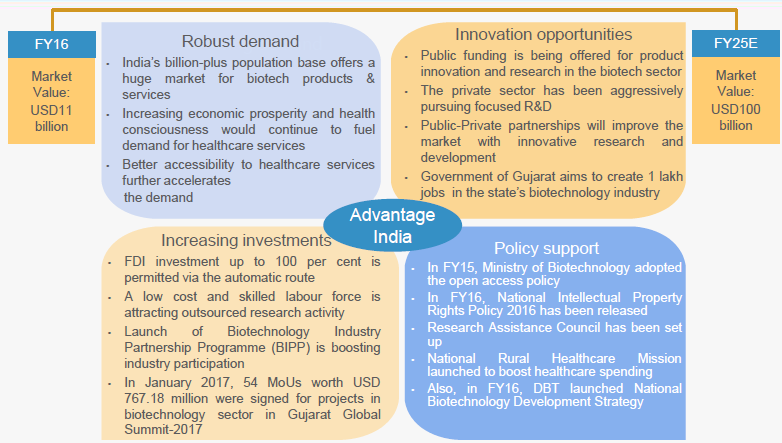 FY16
Market
Value:
USD11
billion
Robust demand
· India's billion-plus population base offers a
huge market for biotech products &
services
· Increasing economic prosperity and health
consciousness would continue to fuel
demand for healthcare services
· Better accessibility to healthcare services
further accelerates
the demand
Innovation opportunities
· Public funding is being offered for product
innovation and research in the biotech sector
· The private sector has been aggressively
pursuing focused R&D
· Public-Private partnerships will improve the
market with innovative research and
development
· Government of Gujarat aims to create 1 lakh
jobs in the state's biotechnology industry
FY25E
Market
Value:
USD100
billion
Advantage
India
Increasing investments
· FDI investment up to 100 per cent is
permitted via the automatic route
· A low cost and skilled labour force is
attracting outsourced research activity
· Launch of Biotechnology Industry
Partnership Programme (BIPP) is boosting
industry participation
· In January 2017, 54 MoUs worth USD
767.18 million were signed for projects in
biotechnology sector in Gujarat Global
Summit-2017
Policy support
· In FY15, Ministry of Biotechnology adopted
the open access policy
· In FY16, National Intellectual Property
Rights Policy 2016 has been released
· Research Assistance Council has been set
up
· National Rural Healthcare Mission
launched to boost healthcare spending
· Also, in FY16, DBT launched National
Biotechnology Development Strategy